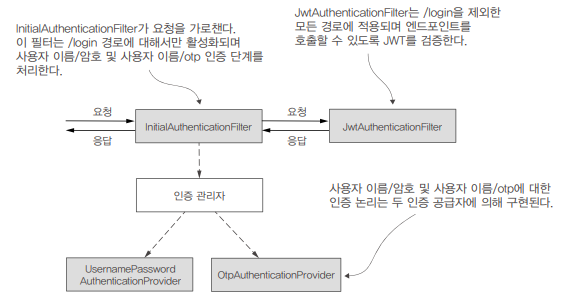 InitialAuthenticationFilter가 요청을 가로챈다.
이 필터는 /login 경로에 대해서만 활성화되며
사용자 이름/암호 및 사용자 이름/otp 인증 단계를
처리한다.
JwtAuthenticationFilter는 /login을 제외한
모든 경로에 적용되며 엔드포인트를
호출할 수 있도록 JWT를 검증한다.
요청
응답
InitialAuthenticationFilter
요청
응답
JwtAuthenticationFilter
인증 관리자
사용자 이름/암호 및 사용자 이름/otp에 대한
인증 논리는 두 인증 공급자에 의해 구현된다.
UsernamePassword
AuthenticationProvider
OtpAuthenticationProvider